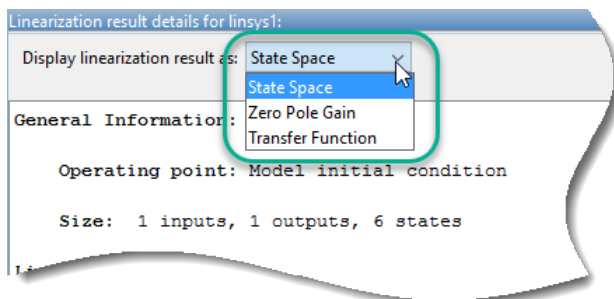 Linearization result details for linsys1:
Display linearization result as: State Space
State Space
Zero Pole Gain
Transfer Function
General Information:
Operating point: Model initial condition
Size: 1 inputs, 1 outputs, 6 states